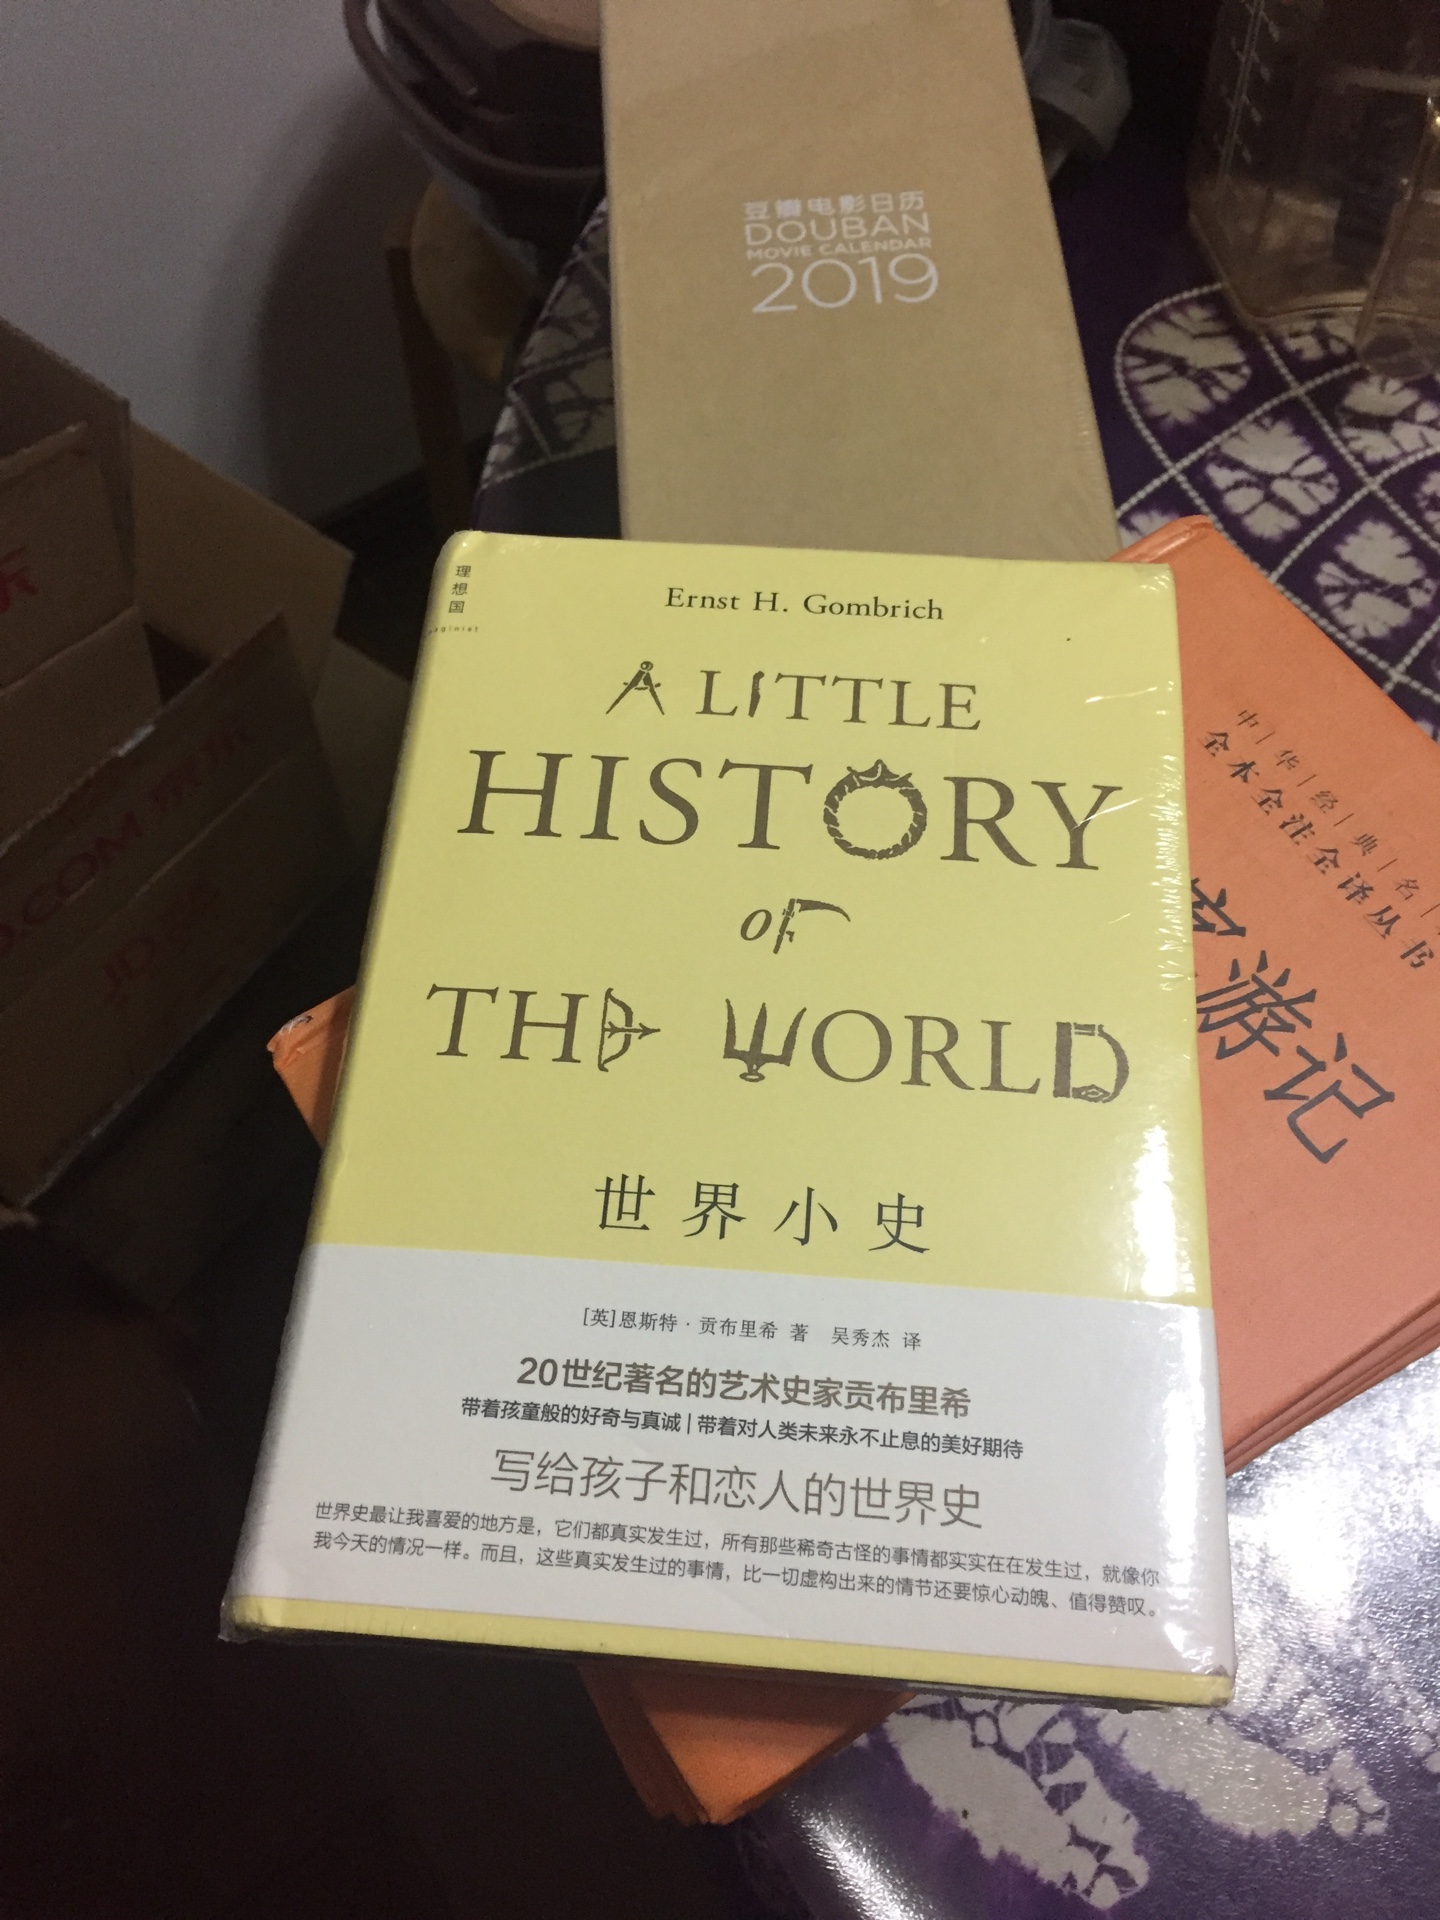 豆瓣电影日历
DOUBAN
MOVIE CALENDAR
2019
理想国
Ernst H. Gombrich
A LITTLE
HISTORY
OF
THE WORLD
世界小史
[英]恩斯特·贡布里希 著 吴秀杰 译
20世纪著名的艺术史家贡布里希
带着孩童般的好奇与真诚|带着对人类未来永不止息的美好期待
写给孩子和恋人的世界史
世界史最让我喜爱的地方是,它们都真实发生过,所有那些稀奇古怪的事情都实实在在发生过,就像你
我今天的情况一样。而且,这些真实发生过的事情,比一切虚构出来的情节还要惊心动魄、值得赞叹。
中|华|经|典|名|
全本全注全译丛书
游记